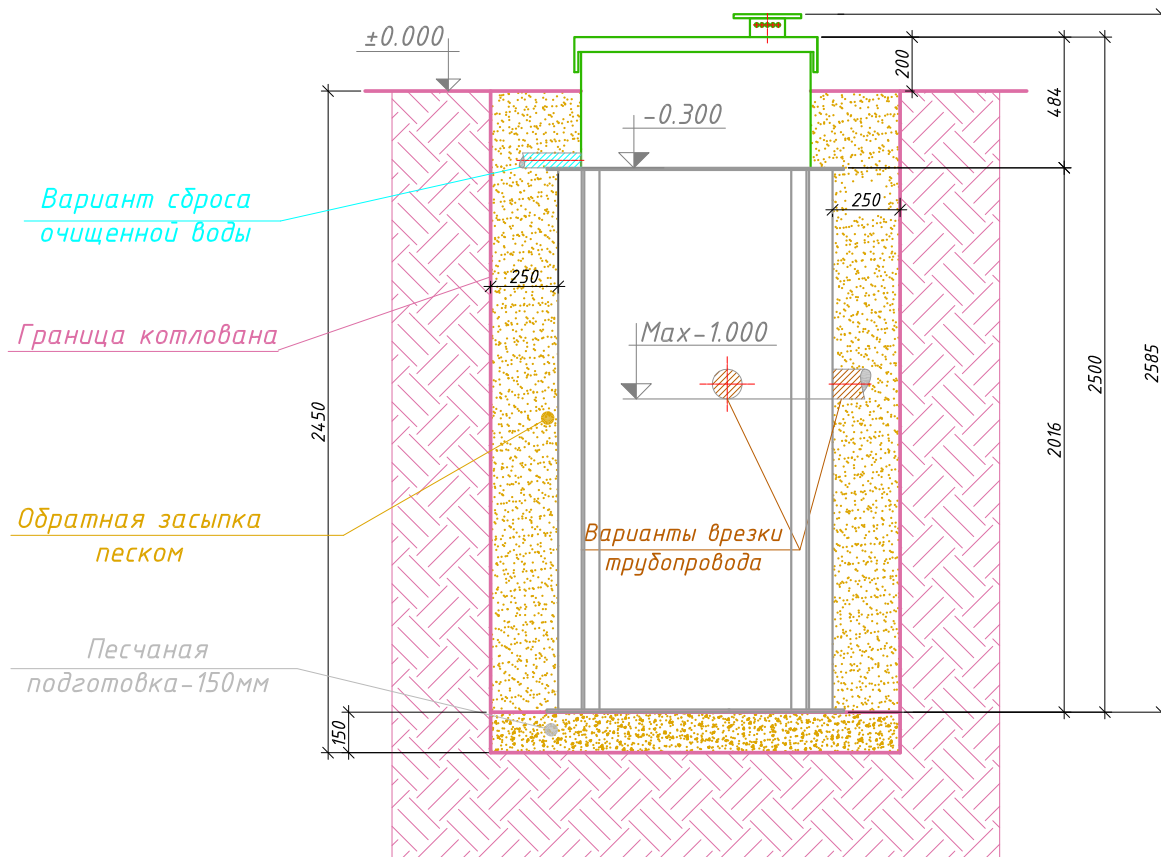 ±0.000
200
484
-0.300
Вариант сброса
очищенной воды
250
250
Граница котлована
Max-1.000
2585
2500
2450
2016
Обратная засыпка
песком
Варианты врезки
трубопровода
Песчаная
подготовка-150мм
150